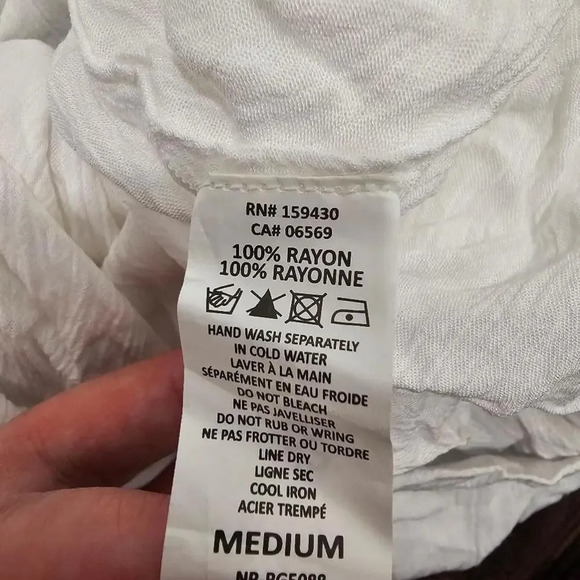 RN# 159430
CA# 06569
100% RAYON
100% RAYONNE
HAND WASH SEPARATELY
IN COLD WATER
LAVER À LA MAIN
SÉPARÉMENT EN EAU FROIDE
DO NOT BLEACH
NE PAS JAVELLISER
DO NOT RUB OR WRING
NE PAS FROTTER OU TORDRE
LINE DRY
LIGNE SEC
COOL IRON
ACIER TREMPÉ
MEDIUM